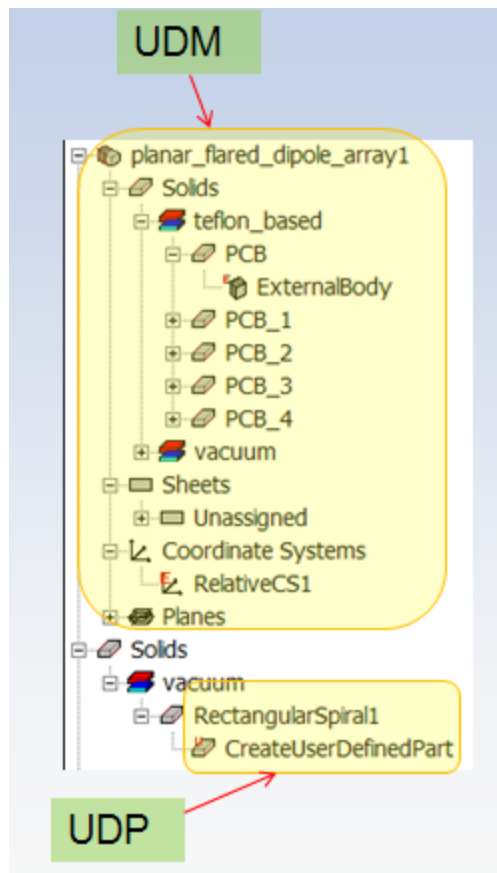 UDM
planar_flared_dipole_array1
Solids
teflon_based
PCB
ExternalBody
PCB_1
PCB_2
PCB_3
PCB_4
vacuum
Sheets
Unassigned
Coordinate Systems
RelativeCS1
Planes
Solids
vacuum
RectangularSpiral1
CreateUserDefinedPart
UDP